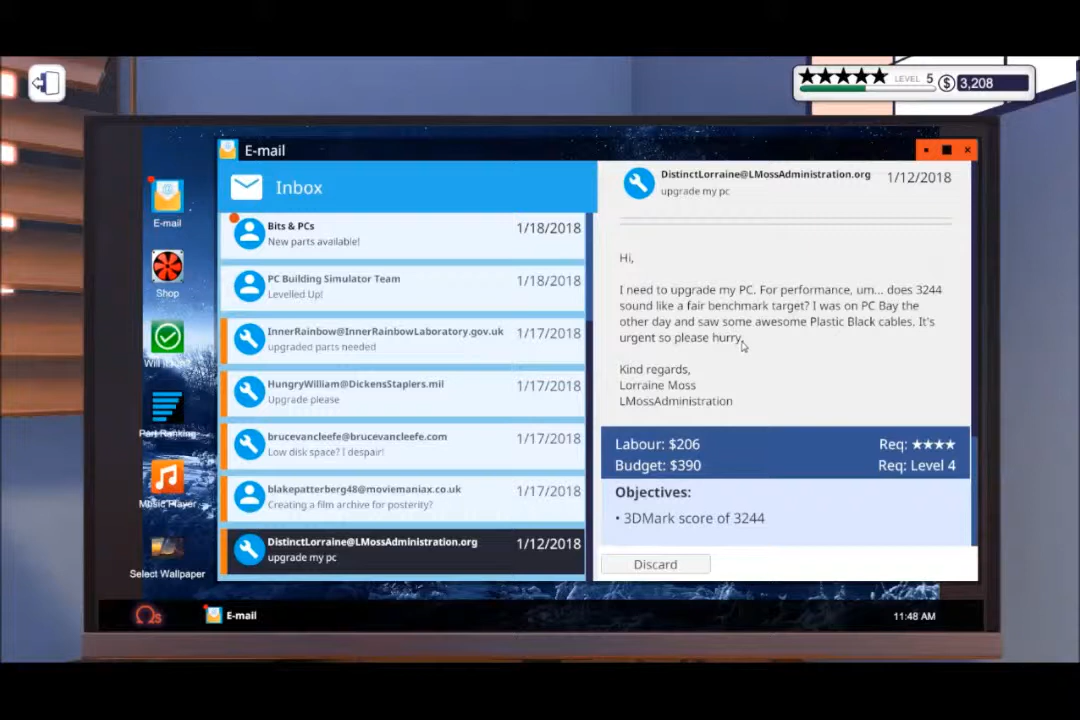 LEVEL 5 $ 3,208
E-mail
Inbox
Bits & PCs 1/18/2018
New parts available!
PC Building Simulator Team 1/18/2018
Levelled Up!
InnerRainbow@InnerRainbowLaboratory.gov.uk 1/17/2018
upgraded parts needed
HungryWilliam@DickensStaplers.mil 1/17/2018
Upgrade please
brucevancleefe@brucevancleefe.com 1/17/2018
Low disk space? I despair!
blakepatterberg48@moviemaniax.co.uk 1/17/2018
Creating a film archive for posterity?
DistinctLorraine@LMossAdministration.org 1/12/2018
upgrade my pc
DistinctLorraine@LMossAdministration.org 1/12/2018
upgrade my pc
Hi,
I need to upgrade my PC. For performance, um... does 3244
sound like a fair benchmark target? I was on PC Bay the
other day and saw some awesome Plastic Black cables. It's
urgent so please hurry.
Kind regards,
Lorraine Moss
LMossAdministration
Labour: $206 Req: ★★★★
Budget: $390 Req: Level 4
Objectives:
• 3DMark score of 3244
Discard
E-mail
Shop
Will
Part Ranking
Music Player
Select Wallpaper
E-mail
11:48 AM